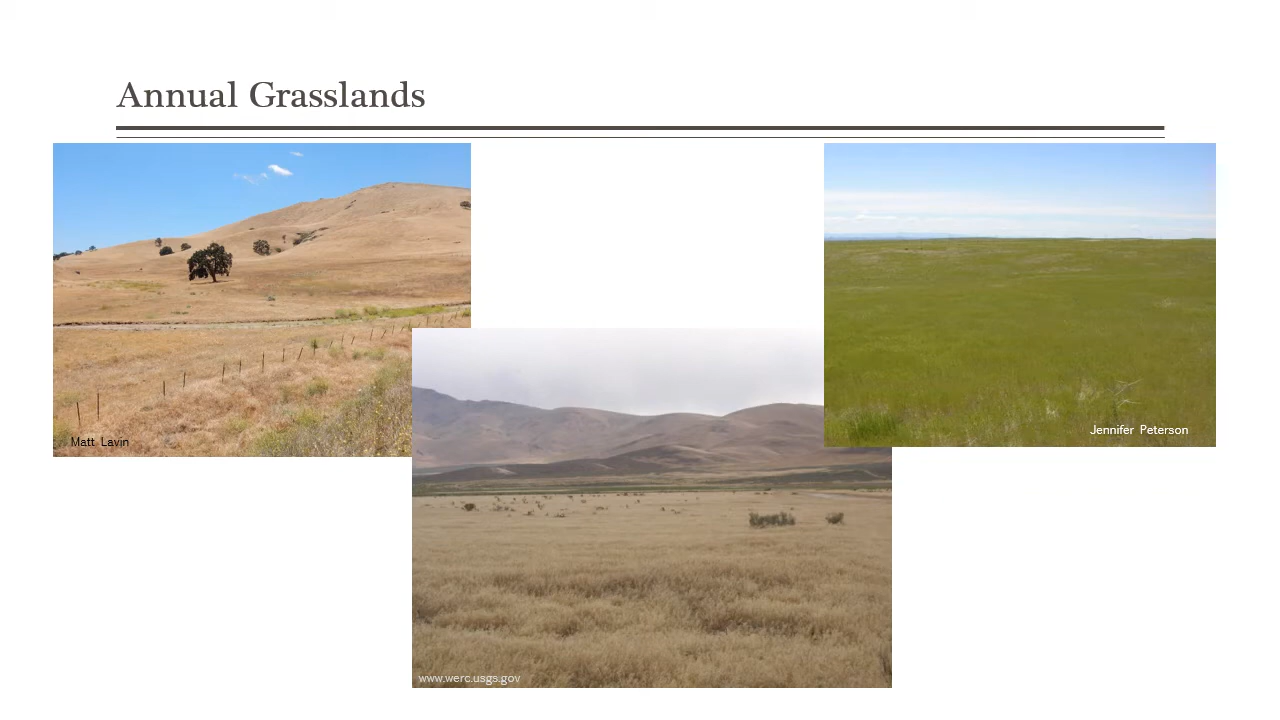 Annual Grasslands
Matt Lavin
Jennifer Peterson
www.werc.usgs.gov